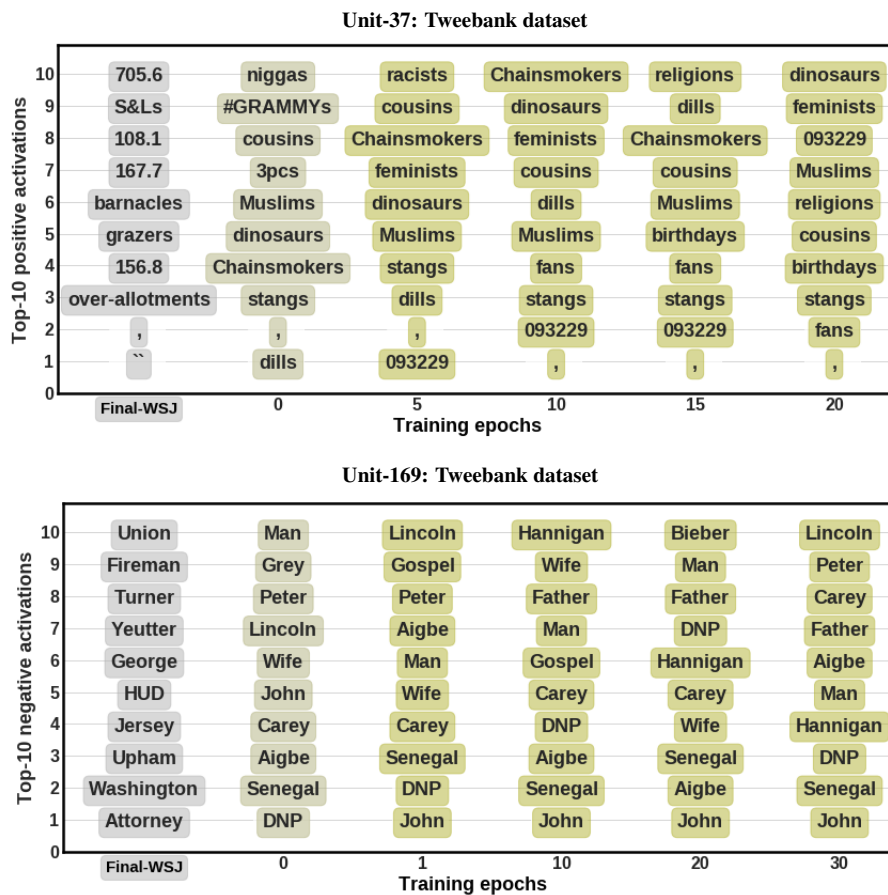 Unit-37: Tweebank dataset
Top-10 positive activations
10 705.6 niggas racists Chainsmokers religions dinosaurs
9 S&Ls #GRAMMYs cousins dinosaurs dills feminists
8 108.1 cousins Chainsmokers feminists Chainsmokers 093229
7 167.7 3pcs feminists cousins cousins Muslims
6 barnacles Muslims dinosaurs dills Muslims religions
5 grazers dinosaurs Muslims Muslims birthdays cousins
4 156.8 Chainsmokers stangs fans fans birthdays
3 over-allotments stangs dills stangs stangs stangs
2 , , , 093229 093229 fans
1 `` dills 093229 , , ,
0
Final-WSJ 0 5 10 15 20
Training epochs
Unit-169: Tweebank dataset
Top-10 negative activations
10 Union Man Lincoln Hannigan Bieber Lincoln
9 Fireman Grey Gospel Wife Man Peter
8 Turner Peter Peter Father Father Carey
7 Yeutter Lincoln Aigbe Man DNP Father
6 George Wife Man Gospel Hannigan Aigbe
5 HUD John Wife Carey Carey Man
4 Jersey Carey Carey DNP Wife Hannigan
3 Upham Aigbe Senegal Aigbe Senegal DNP
2 Washington Senegal DNP Senegal Aigbe Senegal
1 Attorney DNP John John John John
0
Final-WSJ 0 1 10 20 30
Training epochs